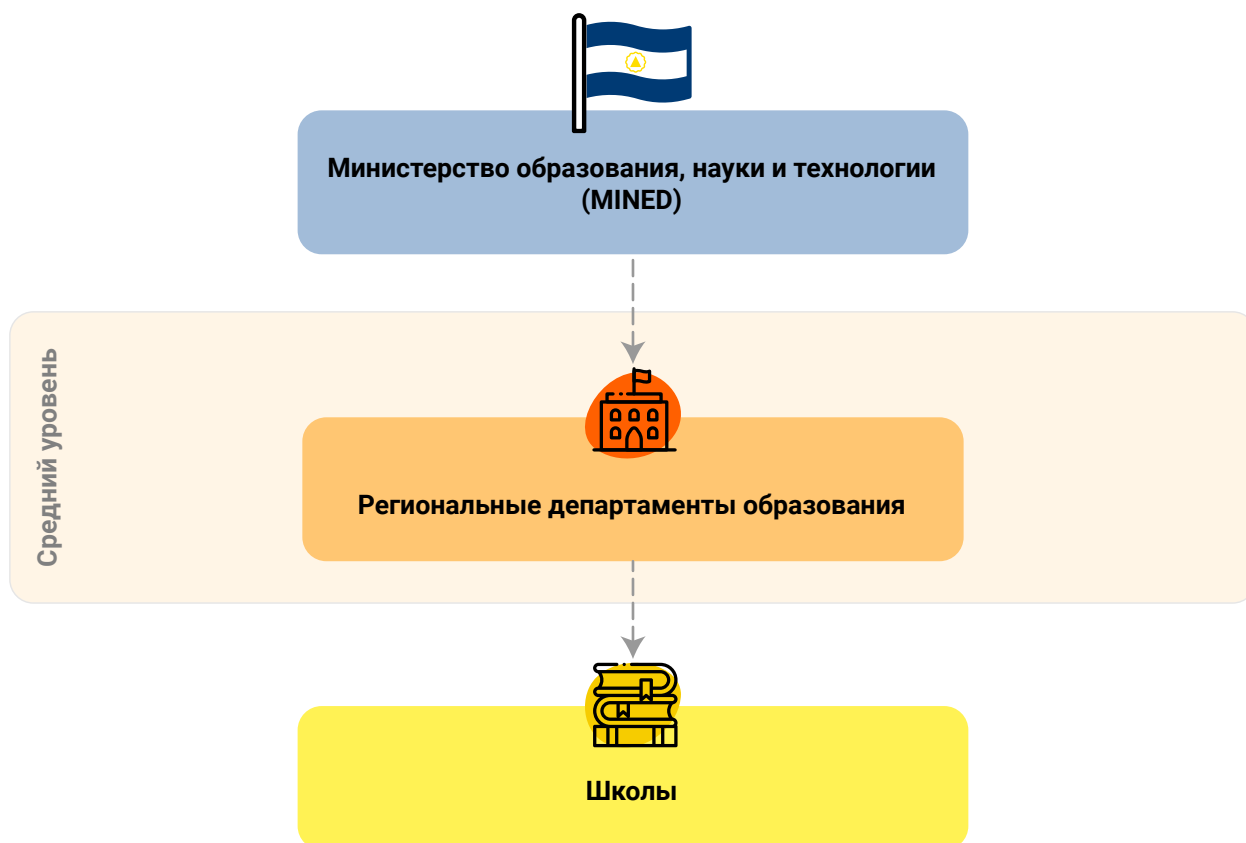 Министерство образования, науки и технологии
(MINED)
Средний уровень
Региональные департаменты образования
Школы